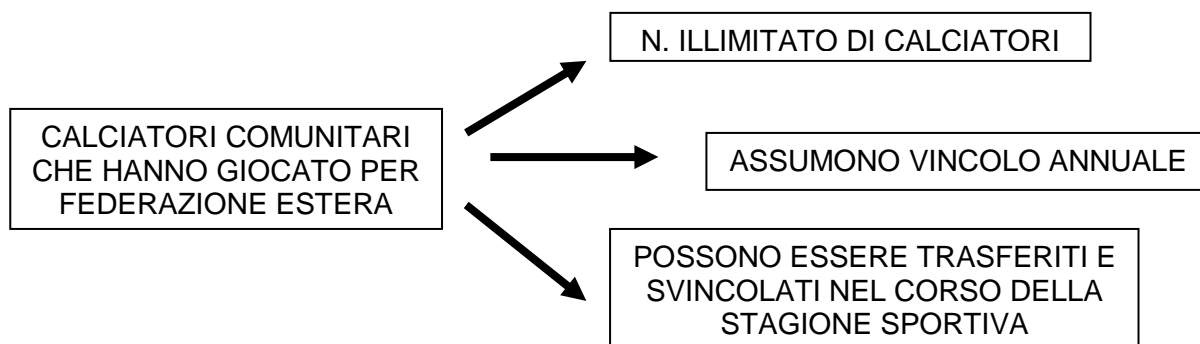 N. ILLIMITATO DI CALCIATORI
CALCIATORI COMUNITARI
CHE HANNO GIOCATO PER
FEDERAZIONE ESTERA
ASSUMONO VINCOLO ANNUALE
POSSONO ESSERE TRASFERITI E
SVINCOLATI NEL CORSO DELLA
STAGIONE SPORTIVA